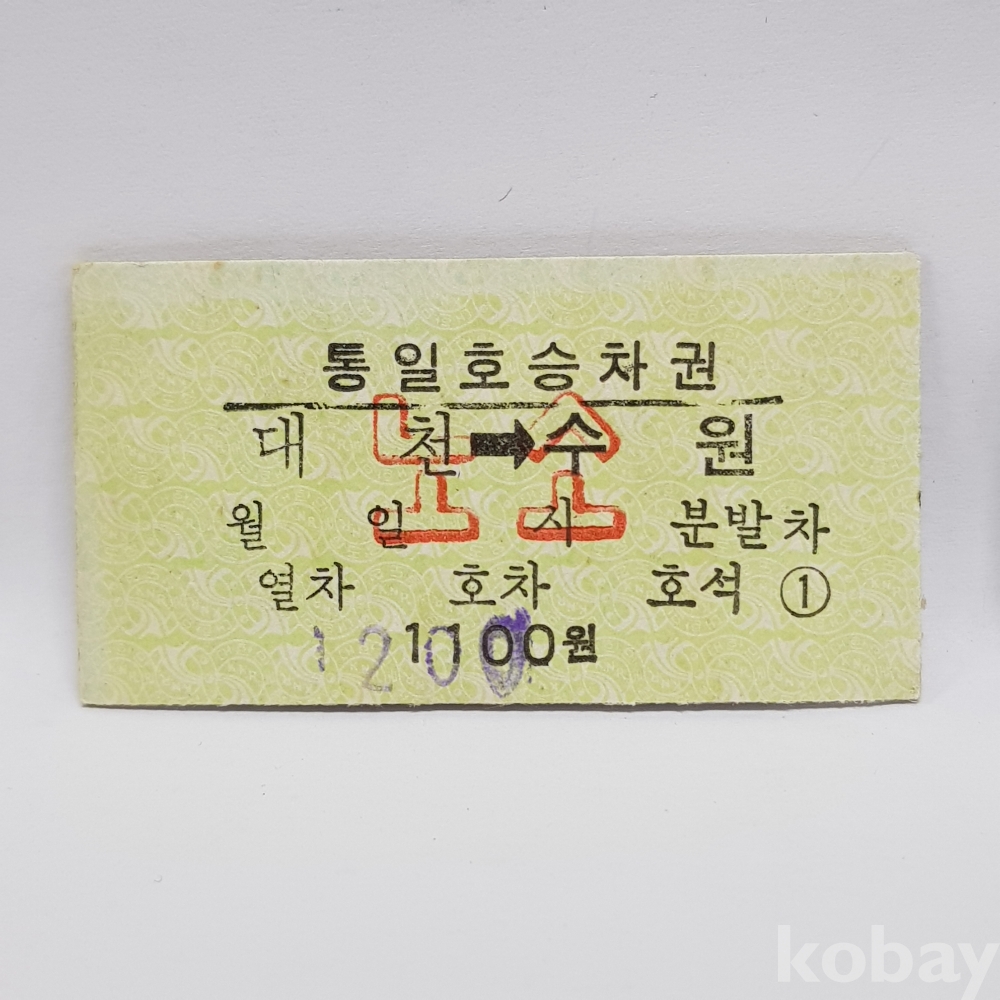 통일호승차권
대천➡수원
월 일 시 분발차
열차 호차 호석 ①
1100원
1200
kobay